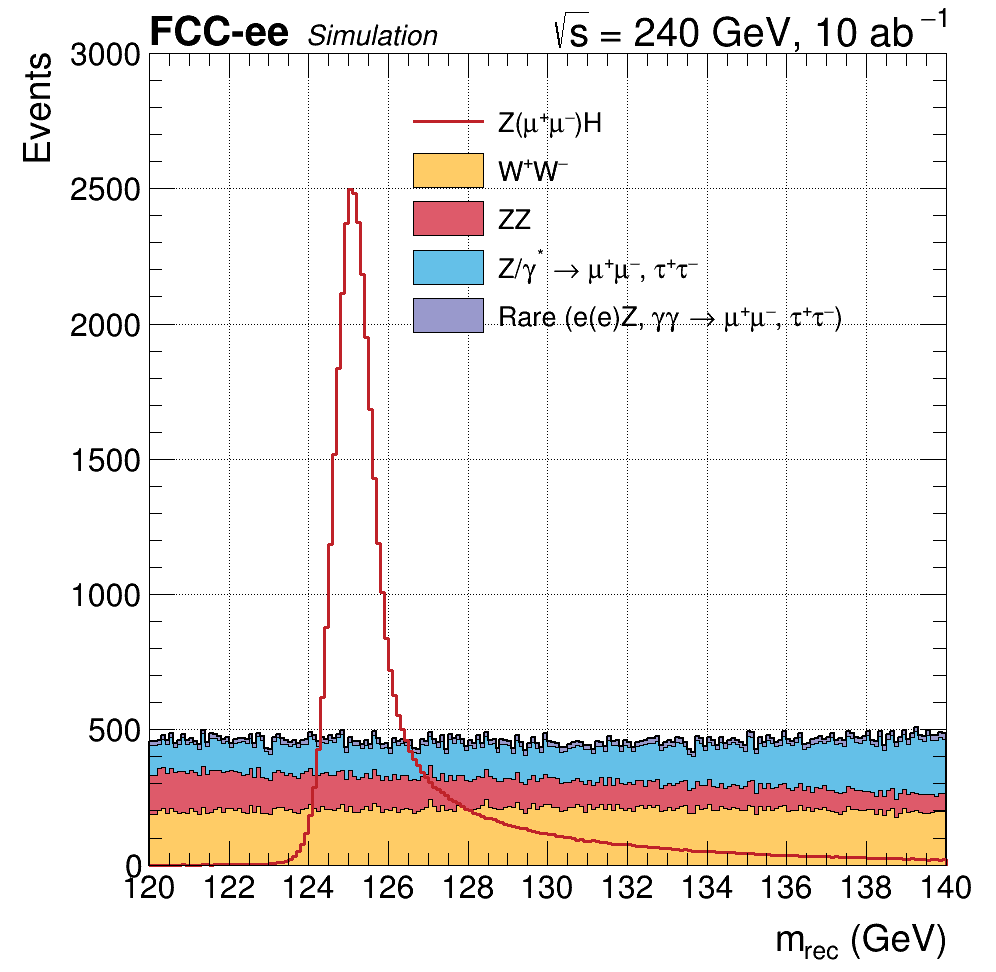 FCC-ee Simulation √s = 240 GeV, 10 ab⁻¹
Events
3000
2500
2000
1500
1000
500
0
Z(μ⁺μ⁻)H
W⁺W⁻
ZZ
Z/γ* → μ⁺μ⁻, τ⁺τ⁻
Rare (e(e)Z, γγ → μ⁺μ⁻, τ⁺τ⁻)
120 122 124 126 128 130 132 134 136 138 140
m_rec (GeV)